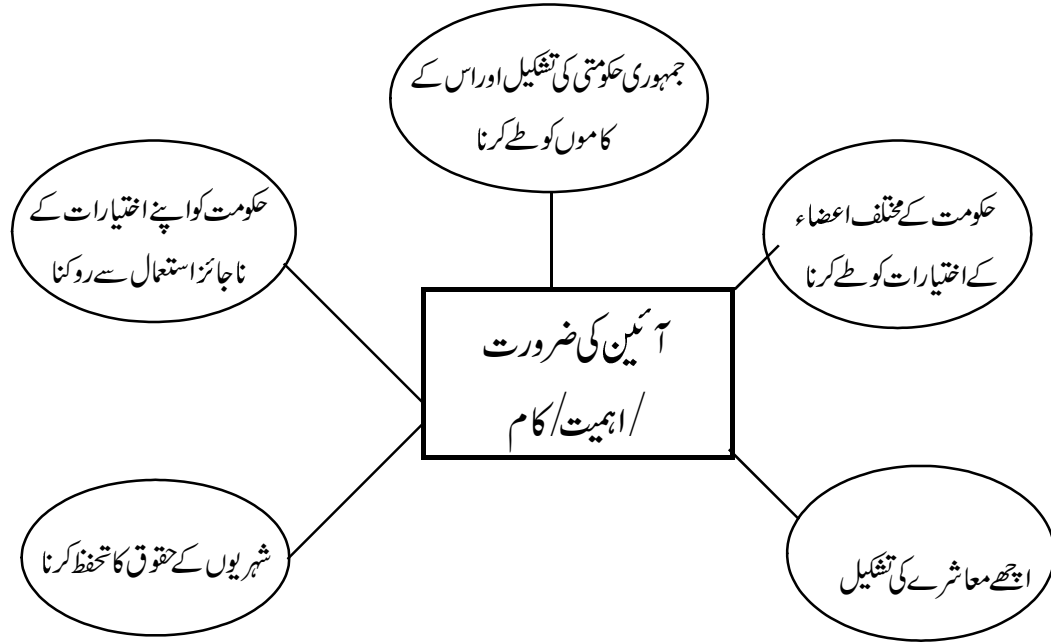 جمہوری حکومتی کی تشکیل اور اس کے
کاموں کو طے کرنا
حکومت کے مختلف اعضاء
کے اختیارات کو طے کرنا
حکومت کو اپنے اختیارات کے
ناجائز استعمال سے روکنا
آئین کی ضرورت
/اہمیت/کام
اچھے معاشرے کی تشکیل
شہریوں کے حقوق کا تحفظ کرنا